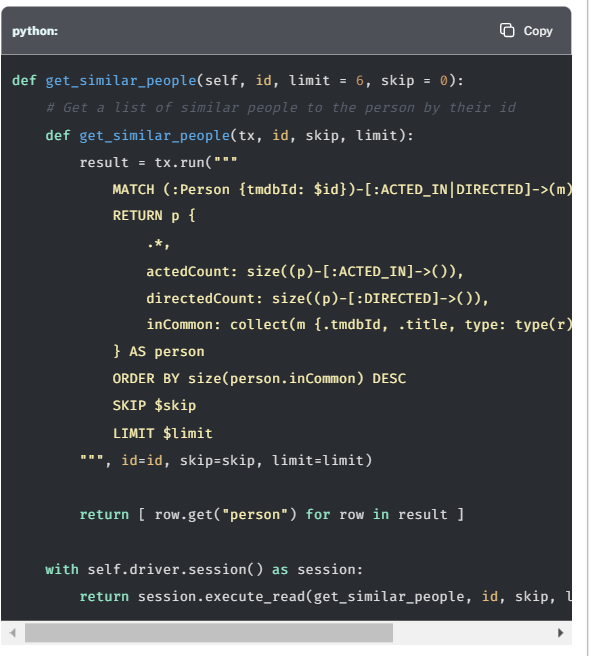 python:
Copy
def get_similar_people(self, id, limit = 6, skip = 0):
    # Get a list of similar people to the person by their id
    def get_similar_people(tx, id, skip, limit):
        result = tx.run("""
            MATCH (:Person {tmdbId: $id})-[:ACTED_IN|DIRECTED]->(m)
            RETURN p {
                .*,
                actedCount: size((p)-[:ACTED_IN]->()),
                directedCount: size((p)-[:DIRECTED]->()),
                inCommon: collect(m {.tmdbId, .title, type: type(r)
            } AS person
            ORDER BY size(person.inCommon) DESC
            SKIP $skip
            LIMIT $limit
        """, id=id, skip=skip, limit=limit)
        return [ row.get("person") for row in result ]
    with self.driver.session() as session:
        return session.execute_read(get_similar_people, id, skip, l